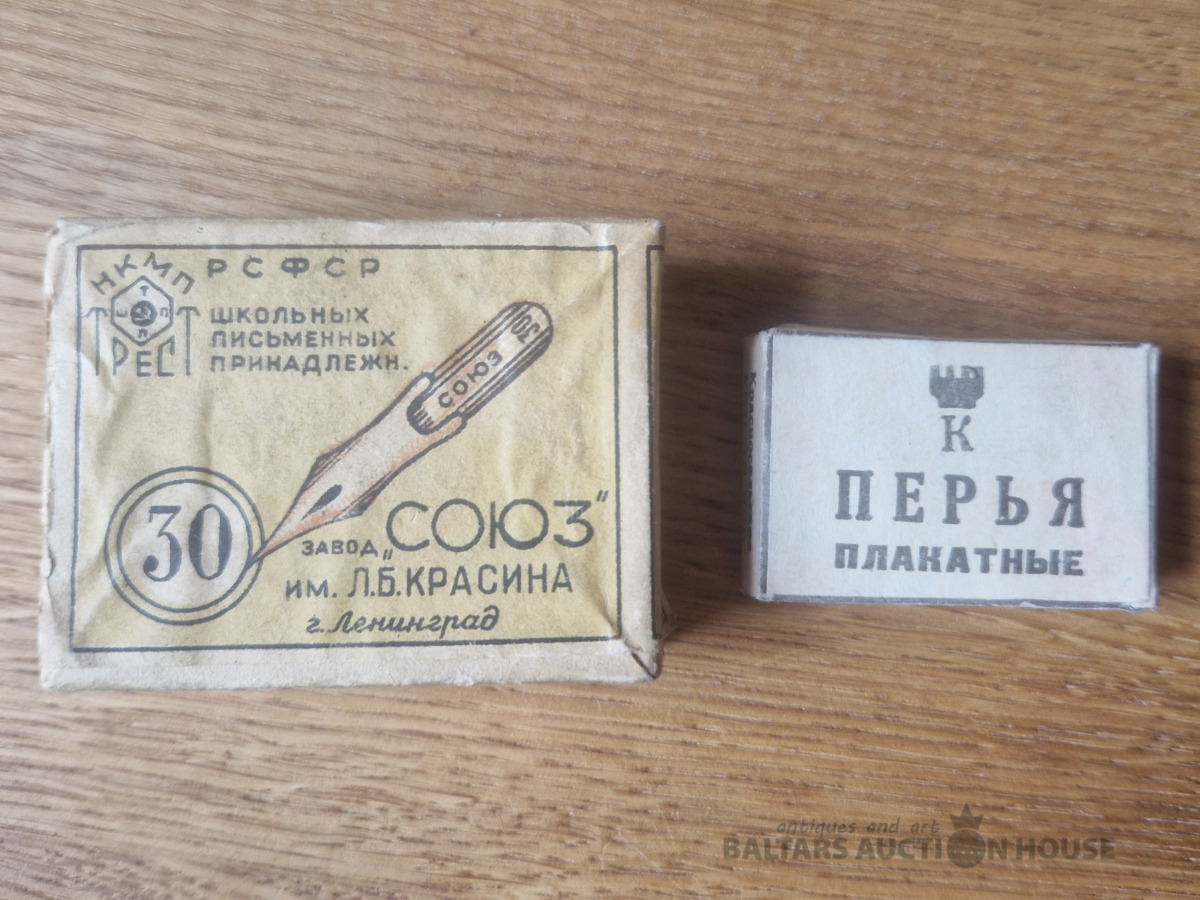 НКМП РСФСР
Т
Ш П П
П
ТРЕСТ
ШКОЛЬНЫХ
ПИСЬМЕННЫХ
ПРИНАДЛЕЖН.
СОЮЗ 30
30
ЗАВОД „СОЮЗ"
им. Л.Б.КРАСИНА
г. Ленинград
К
ПЕРЬЯ
ПЛАКАТНЫЕ
antiques and art
BALTARS AUCTION HOUSE